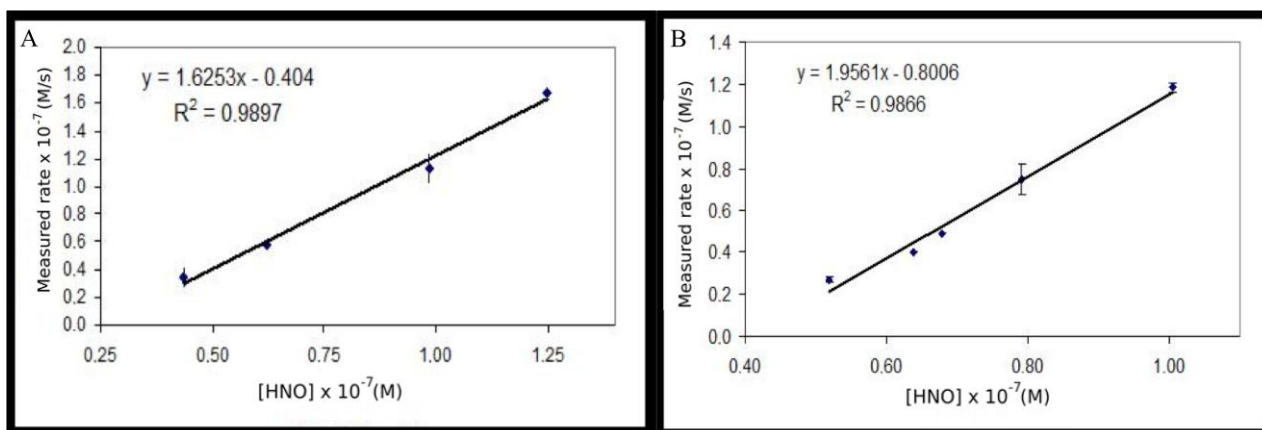 A
y = 1.6253x - 0.404
R² = 0.9897
Measured rate x 10⁻⁷ (M/s)
2.0
1.8
1.6
1.4
1.2
1.0
0.8
0.6
0.4
0.2
0.0
0.25 0.50 0.75 1.00 1.25
[HNO] x 10⁻⁷(M)
B
y = 1.9561x - 0.8006
R² = 0.9866
Measured rate x 10⁻⁷ (M/s)
1.4
1.2
1.0
0.8
0.6
0.4
0.2
0.0
0.40 0.60 0.80 1.00
[HNO] x 10⁻⁷(M)